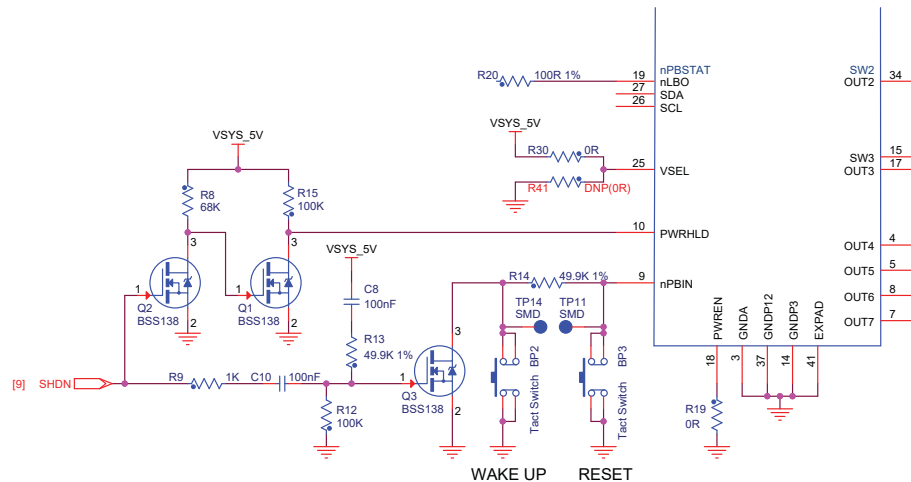 R20 100R 1% 19 nPBSTAT SW2
nLBO OUT2 34
27 SDA
26 SCL
VSYS_5V
VSYS_5V
R30 0R
SW3 15
25 VSEL OUT3 17
R41 DNP(0R)
R8
68K
R15
100K
10 PWRHLD
OUT4 4
3
3
VSYS_5V
R14 49.9K 1% 9 nPBIN
OUT5 5
1
Q2
BSS138
1
Q1
BSS138
C8
100nF
TP14
SMD
TP11
SMD
OUT6 8
OUT7 7
2
2
R13
49.9K 1%
3
PWREN
GNDA
GNDP12
GNDP3
EXPAD
BP2
Tact Switch
BP3
Tact Switch
18
3
37
14
41
[9] SHDN
R9 1K C10 100nF
1
Q3
BSS138
2
R12
100K
R19
0R
WAKE UP RESET